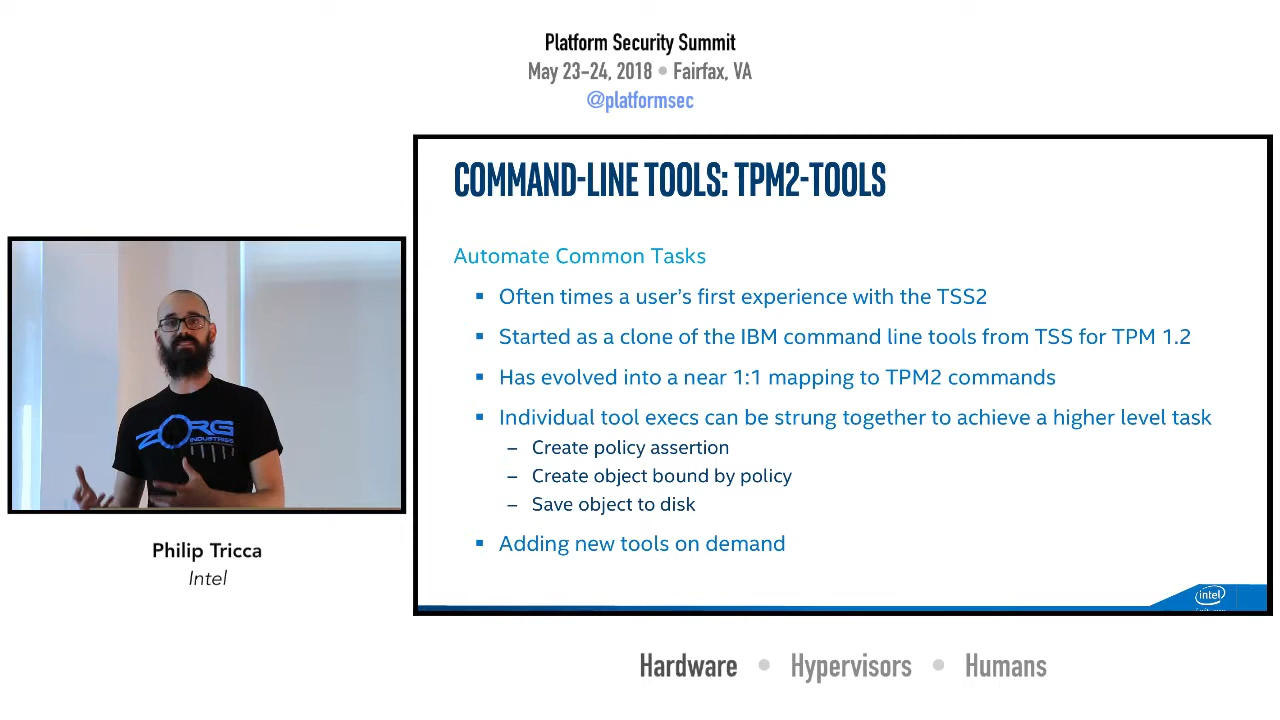 Platform Security Summit
May 23-24, 2018 • Fairfax, VA
@platformsec
COMMAND-LINE TOOLS: TPM2-TOOLS
Automate Common Tasks
▪ Often times a user's first experience with the TSS2
▪ Started as a clone of the IBM command line tools from TSS for TPM 1.2
▪ Has evolved into a near 1:1 mapping to TPM2 commands
▪ Individual tool execs can be strung together to achieve a higher level task
– Create policy assertion
– Create object bound by policy
– Save object to disk
▪ Adding new tools on demand
intel
ZORG
INDUSTRIES
Philip Tricca
Intel
Hardware • Hypervisors • Humans